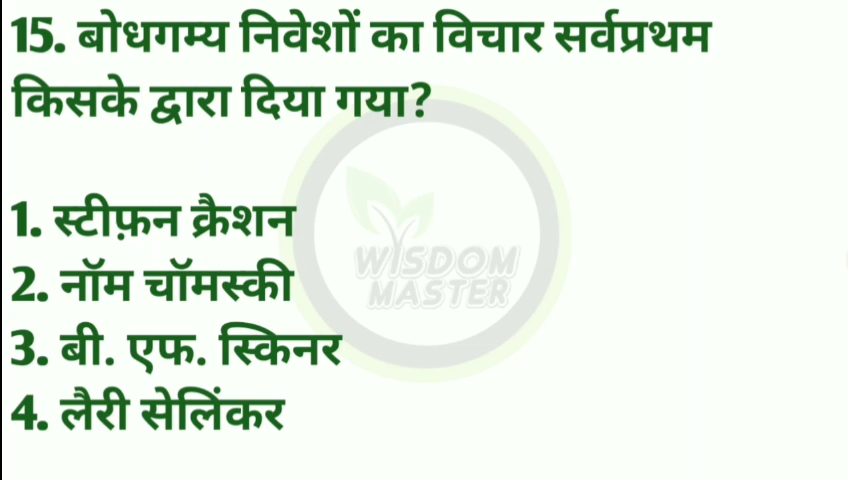 15. बोधगम्य निवेशों का विचार सर्वप्रथम
किसके द्वारा दिया गया?
1. स्टीफ़न क्रैशन
2. नॉम चॉमस्की
3. बी. एफ. स्किनर
4. लैरी सेलिंकर
WISDOM
MASTER